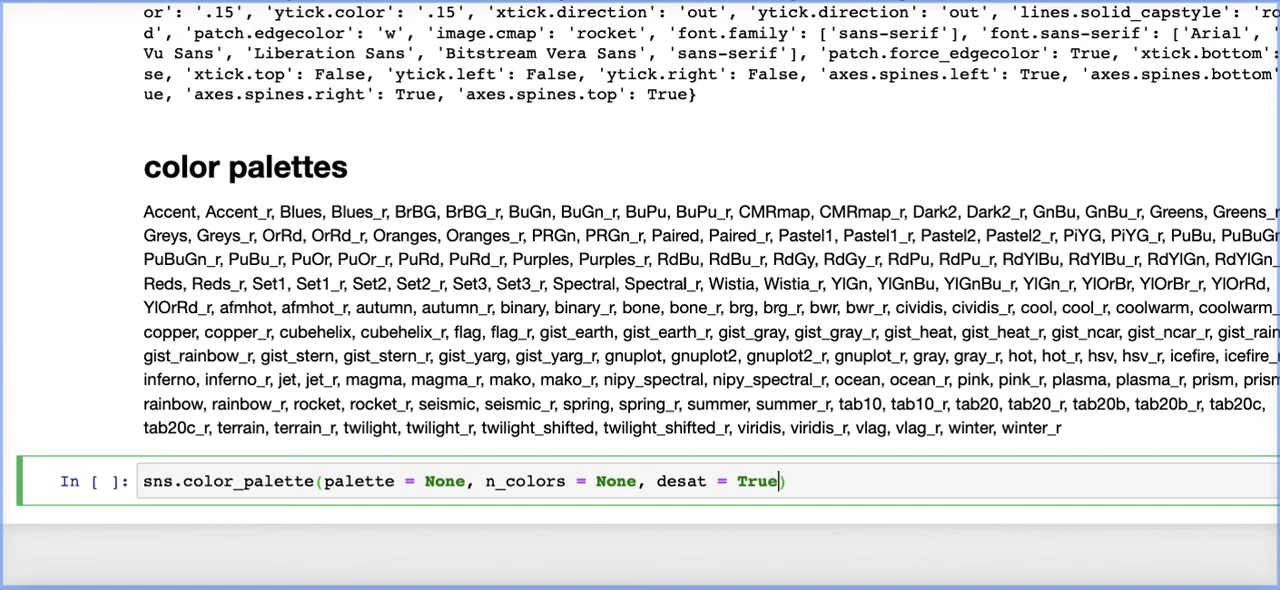 or': '.15', 'ytick.color': '.15', 'xtick.direction': 'out', 'ytick.direction': 'out', 'lines.solid_capstyle': 'ro
d', 'patch.edgecolor': 'w', 'image.cmap': 'rocket', 'font.family': ['sans-serif'], 'font.sans-serif': ['Arial', '
Vu Sans', 'Liberation Sans', 'Bitstream Vera Sans', 'sans-serif'], 'patch.force_edgecolor': True, 'xtick.bottom':
se, 'xtick.top': False, 'ytick.left': False, 'ytick.right': False, 'axes.spines.left': True, 'axes.spines.bottom'
ue, 'axes.spines.right': True, 'axes.spines.top': True}
color palettes
Accent, Accent_r, Blues, Blues_r, BrBG, BrBG_r, BuGn, BuGn_r, BuPu, BuPu_r, CMRmap, CMRmap_r, Dark2, Dark2_r, GnBu, GnBu_r, Greens, Greens_r
Greys, Greys_r, OrRd, OrRd_r, Oranges, Oranges_r, PRGn, PRGn_r, Paired, Paired_r, Pastel1, Pastel1_r, Pastel2, Pastel2_r, PiYG, PiYG_r, PuBu, PuBuGn
PuBuGn_r, PuBu_r, PuOr, PuOr_r, PuRd, PuRd_r, Purples, Purples_r, RdBu, RdBu_r, RdGy, RdGy_r, RdPu, RdPu_r, RdYlBu, RdYlBu_r, RdYlGn, RdYlGn_
Reds, Reds_r, Set1, Set1_r, Set2, Set2_r, Set3, Set3_r, Spectral, Spectral_r, Wistia, Wistia_r, YlGn, YlGnBu, YlGnBu_r, YlGn_r, YlOrBr, YlOrBr_r, YlOrRd,
YlOrRd_r, afmhot, afmhot_r, autumn, autumn_r, binary, binary_r, bone, bone_r, brg, brg_r, bwr, bwr_r, cividis, cividis_r, cool, cool_r, coolwarm, coolwarm_
copper, copper_r, cubehelix, cubehelix_r, flag, flag_r, gist_earth, gist_earth_r, gist_gray, gist_gray_r, gist_heat, gist_heat_r, gist_ncar, gist_ncar_r, gist_rain
gist_rainbow_r, gist_stern, gist_stern_r, gist_yarg, gist_yarg_r, gnuplot, gnuplot2, gnuplot2_r, gnuplot_r, gray, gray_r, hot, hot_r, hsv, hsv_r, icefire, icefire_
inferno, inferno_r, jet, jet_r, magma, magma_r, mako, mako_r, nipy_spectral, nipy_spectral_r, ocean, ocean_r, pink, pink_r, plasma, plasma_r, prism, prism
rainbow, rainbow_r, rocket, rocket_r, seismic, seismic_r, spring, spring_r, summer, summer_r, tab10, tab10_r, tab20, tab20_r, tab20b, tab20b_r, tab20c,
tab20c_r, terrain, terrain_r, twilight, twilight_r, twilight_shifted, twilight_shifted_r, viridis, viridis_r, vlag, vlag_r, winter, winter_r
In [ ]: sns.color_palette(palette = None, n_colors = None, desat = True)